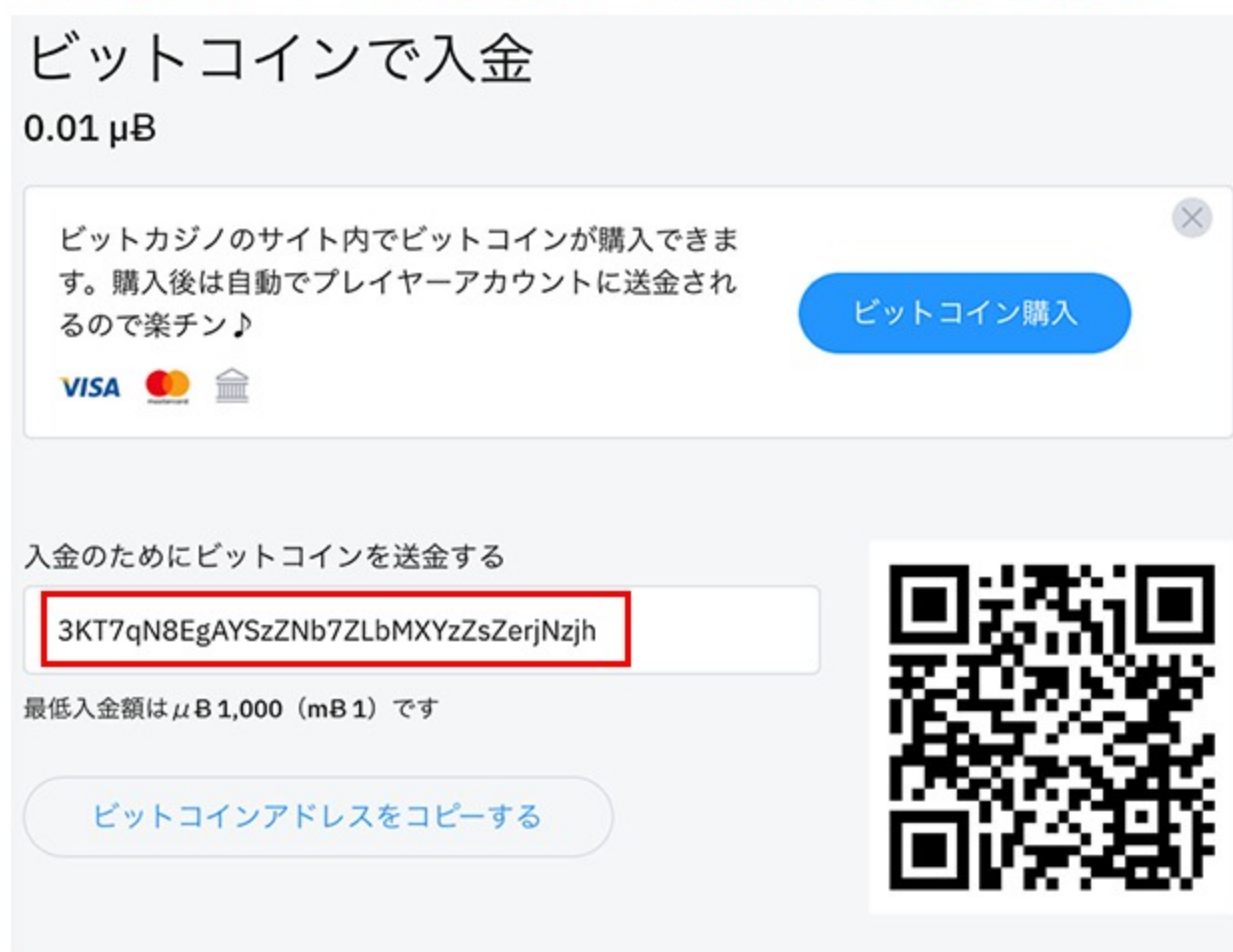 ビットコインで入金
0.01 μɃ
ビットカジノのサイト内でビットコインが購入できま
す。購入後は自動でプレイヤーアカウントに送金され
るので楽チン♪
VISA mastercard
ビットコイン購入
入金のためにビットコインを送金する
3KT7qN8EgAYSzZNb7ZLbMXYzZsZerjNzjh
最低入金額はμɃ 1,000（mɃ 1）です
ビットコインアドレスをコピーする